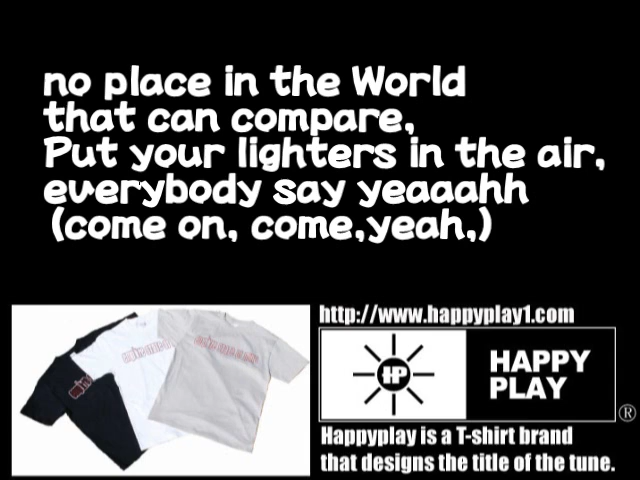 no place in the World
that can compare,
Put your lighters in the air,
everybody say yeaaahh
(come on, come,yeah,)
http://www.happyplay1.com
HP
HAPPY
PLAY
®
Happyplay is a T-shirt brand
that designs the title of the tune.